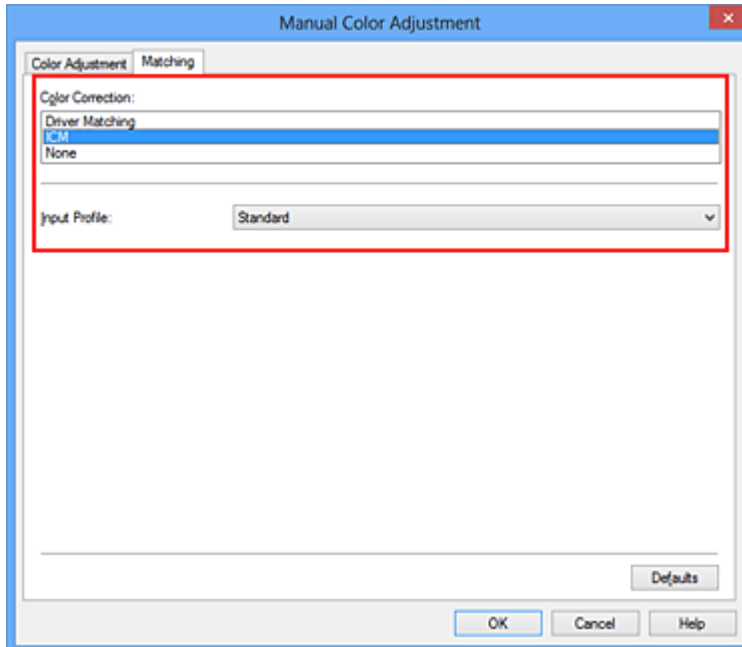 Manual Color Adjustment
Color Adjustment Matching
Color Correction:
Driver Matching
ICM
None
Input Profile: Standard
Defaults
OK Cancel Help